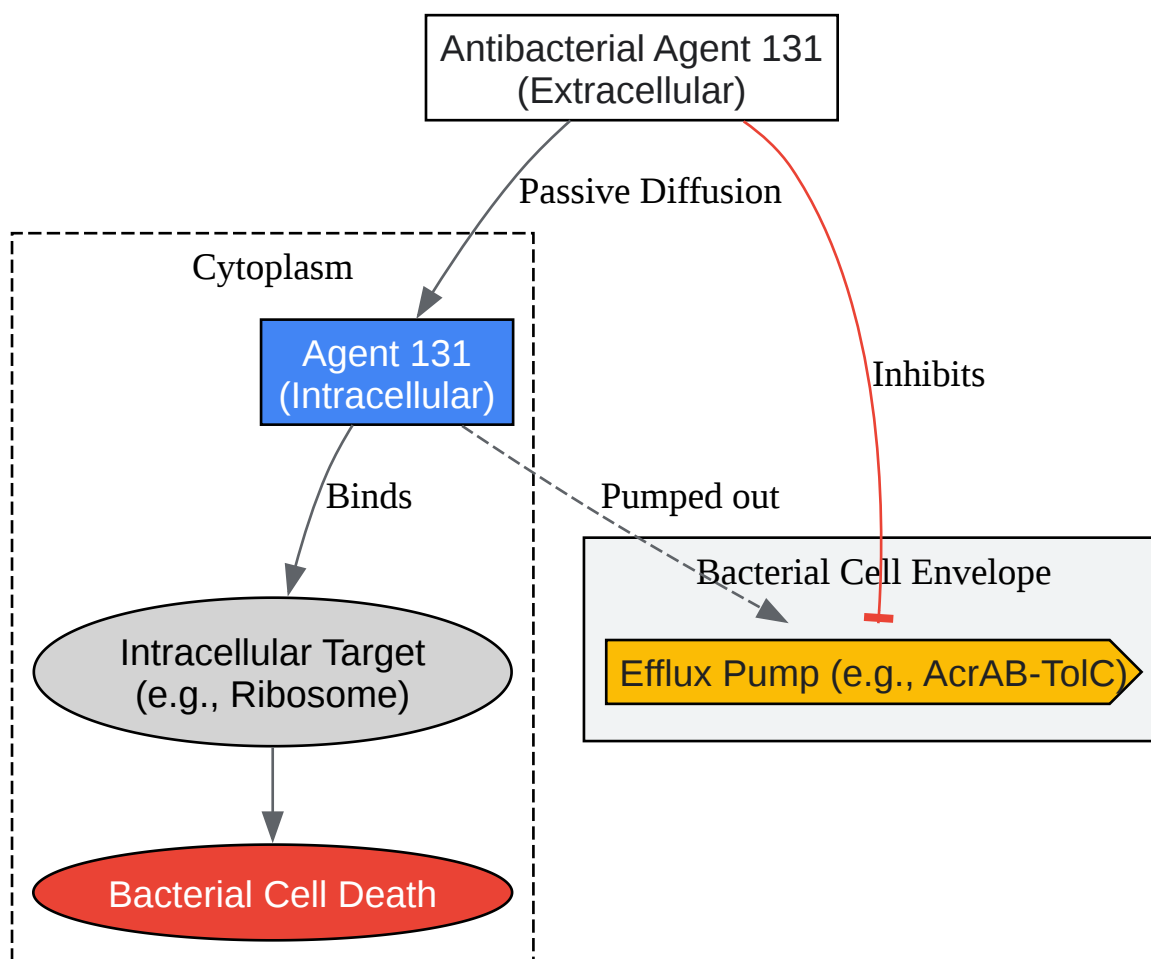 Antibacterial Agent 131
(Extracellular)
Passive Diffusion
Cytoplasm
Agent 131
(Intracellular)
Inhibits
Binds
Pumped out
Bacterial Cell Envelope
Intracellular Target
(e.g., Ribosome)
Efflux Pump (e.g., AcrAB-TolC)
Bacterial Cell Death